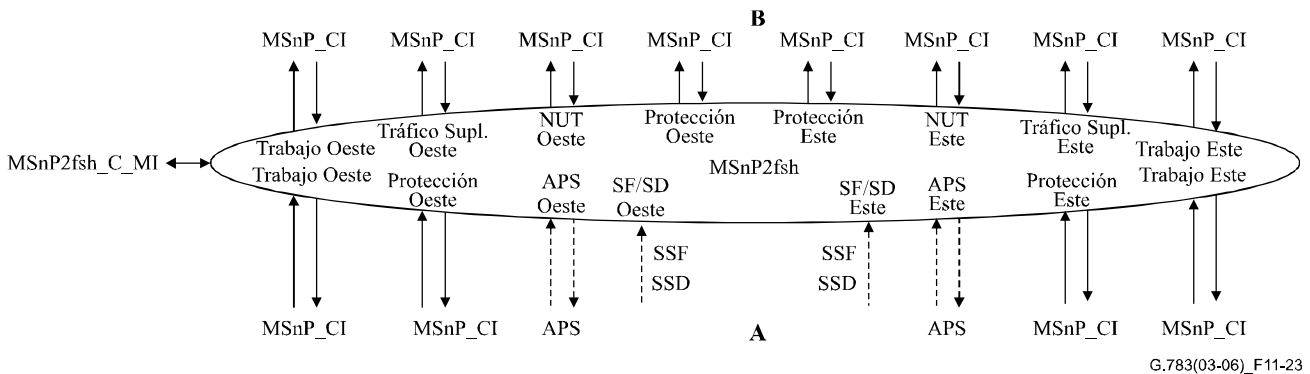 B
MSnP_CI MSnP_CI MSnP_CI MSnP_CI MSnP_CI MSnP_CI MSnP_CI MSnP_CI
Trabajo Oeste
Tráfico Supl.
Oeste
NUT
Oeste
Protección
Oeste
Protección
Este
NUT
Este
Tráfico Supl.
Este
Trabajo Este
MSnP2fsh_C_MI
MSnP2fsh
Trabajo Oeste
Protección
Oeste
APS
Oeste
SF/SD
Oeste
SF/SD
Este
APS
Este
Protección
Este
Trabajo Este
SSF
SSD
SSF
SSD
MSnP_CI MSnP_CI APS APS MSnP_CI MSnP_CI
A
G.783(03-06)_F11-23